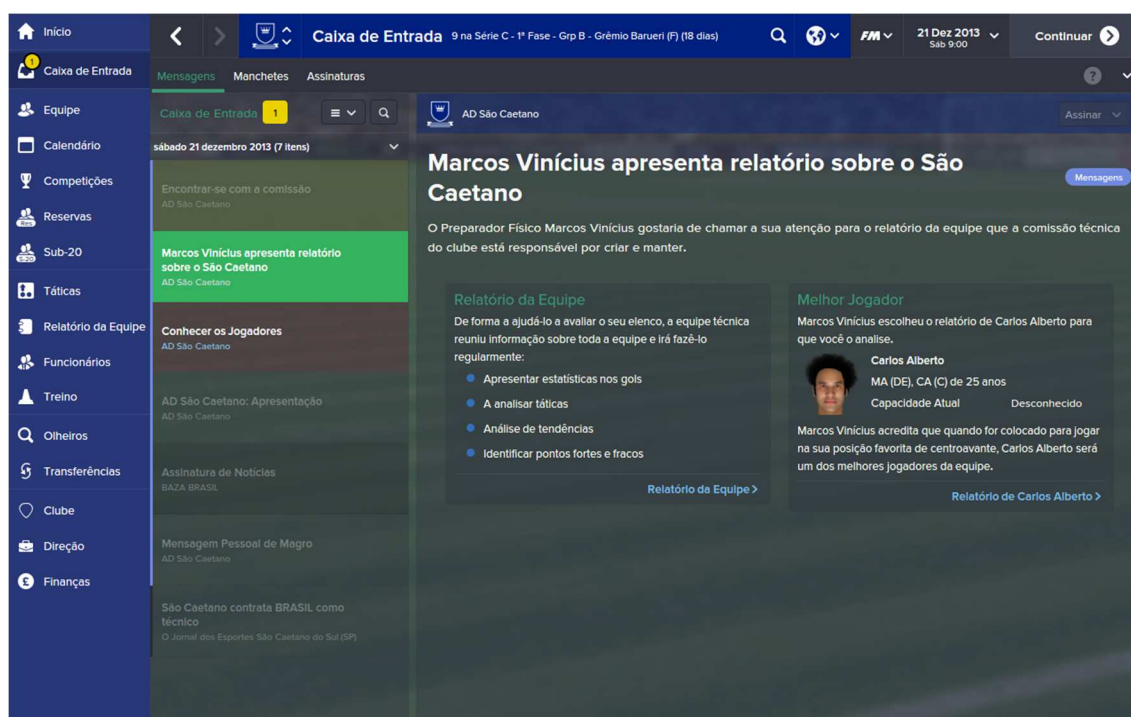 Início
Caixa de Entrada 9 na Série C - 1ª Fase - Grp B - Grêmio Barueri (F) (18 dias)
FM
21 Dez 2013
Sáb 9:00
Continuar
1
Caixa de Entrada
Equipe
Calendário
Competições
Reservas
Res
Sub-20
S-20
Táticas
Relatório da Equipe
Funcionários
Treino
Olheiros
Transferências
Clube
Direção
£ Finanças
Mensagens Manchetes Assinaturas
?
Caixa de Entrada 1
sábado 21 dezembro 2013 (7 itens)
Encontrar-se com a comissão
AD São Caetano
Marcos Vinícius apresenta relatório
sobre o São Caetano
AD São Caetano
Conhecer os Jogadores
AD São Caetano
AD São Caetano: Apresentação
AD São Caetano
Assinatura de Notícias
BAZA BRASIL
Mensagem Pessoal de Magro
AD São Caetano
São Caetano contrata BRASIL como
técnico
O Jornal dos Esportes São Caetano do Sul (SP)
AD São Caetano
Assinar
Marcos Vinícius apresenta relatório sobre o São
Caetano
Mensagens
O Preparador Físico Marcos Vinícius gostaria de chamar a sua atenção para o relatório da equipe que a comissão técnica
do clube está responsável por criar e manter.
Relatório da Equipe
De forma a ajudá-lo a avaliar o seu elenco, a equipe técnica
reuniu informação sobre toda a equipe e irá fazê-lo
regularmente:
Apresentar estatísticas nos gols
A analisar táticas
Análise de tendências
Identificar pontos fortes e fracos
Relatório da Equipe >
Melhor Jogador
Marcos Vinícius escolheu o relatório de Carlos Alberto para
que você o analise.
Carlos Alberto
MA (DE), CA (C) de 25 anos
Capacidade Atual Desconhecido
Marcos Vinícius acredita que quando for colocado para jogar
na sua posição favorita de centroavante, Carlos Alberto será
um dos melhores jogadores da equipe.
Relatório de Carlos Alberto >